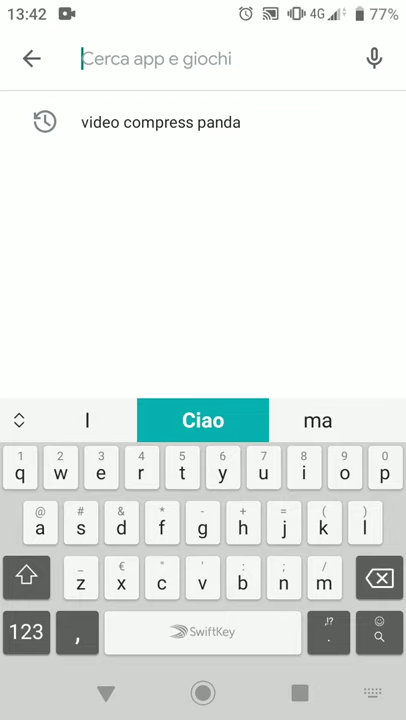 13:42 4G 77%
Cerca app e giochi
video compress panda
I Ciao ma
1 2 3 4 5 6 7 8 9 0
q w e r t y u i o p
@ # & * - + = ( )
a s d f g h j k l
_ € " ' : ; /
z x c v b n m
123 , SwiftKey ,!? .